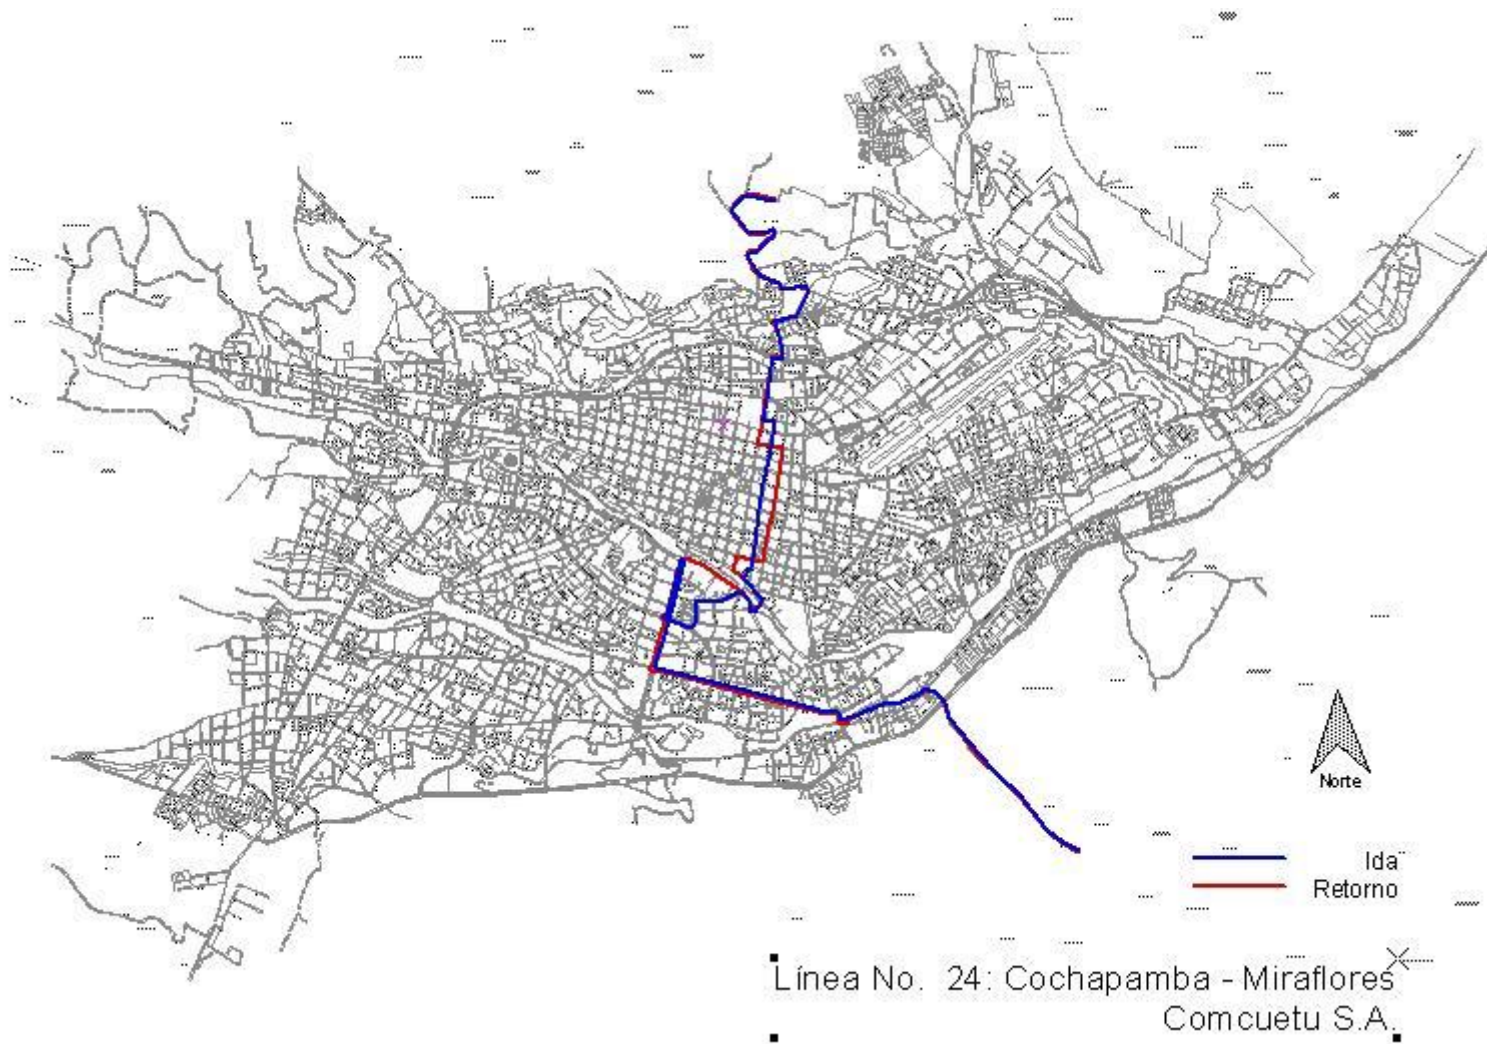 Norte
Ida
Retorno
Línea No. 24: Cochapamba - Miraflores
Comcuetu S.A.